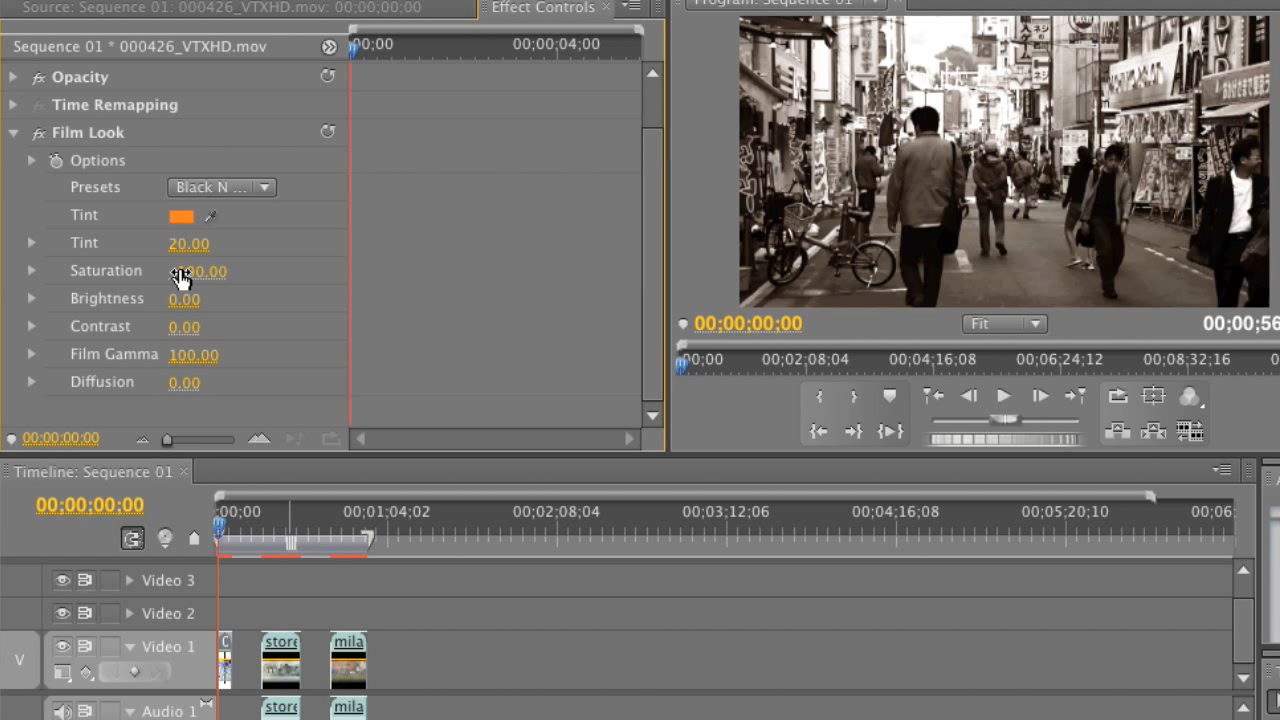 Source: Sequence 01: 000426_VTXHD.mov: 00;00;00;00
Effect Controls ×
Program: Sequence 01
Sequence 01 * 000426_VTXHD.mov
00;00
00;00;04;00
fx Opacity
fx Time Remapping
fx Film Look
Options
Presets
Black N ...
Tint
Tint
20.00
Saturation
Brightness
0.00
Contrast
0.00
Film Gamma
100.00
Diffusion
0.00
00;00;00;00
00;00;00;00
Fit
00;00;56
00;00
00;02;08;04
00;04;16;08
00;06;24;12
00;08;32;16
Timeline: Sequence 01 ×
00;00;00;00
;00;00
00;01;04;02
00;02;08;04
00;03;12;06
00;04;16;08
00;05;20;10
00;06;
Video 3
Video 2
V
Video 1
store
mila
Audio 1
store
mila